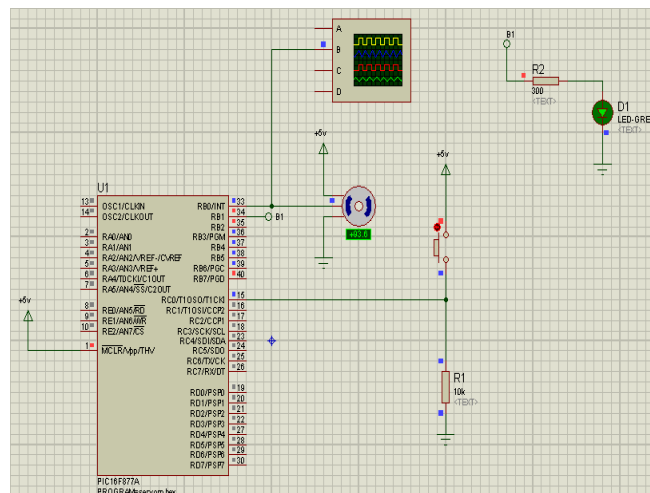 A
B
C
D
B1
R2
300
<TEXT>
D1
LED-GRE
<TEXT>
+5v
+5v
+93.6
U1
13 OSC1/CLKIN
14 OSC2/CLKOUT
2 RA0/AN0
3 RA1/AN1
4 RA2/AN2/VREF-/CVREF
5 RA3/AN3/VREF+
6 RA4/T0CKI/C1OUT
7 RA5/AN4/SS/C2OUT
8 RE0/AN5/RD
9 RE1/AN6/WR
10 RE2/AN7/CS
1 MCLR/Vpp/THV
+5v
RB0/INT 33
RB1 34
B1
RB2 35
RB3/PGM 36
RB4 37
RB5 38
RB6/PGC 39
RB7/PGD 40
RC0/T1OSO/T1CKI 15
RC1/T1OSI/CCP2 16
RC2/CCP1 17
RC3/SCK/SCL 18
RC4/SDI/SDA 23
RC5/SDO 24
RC6/TX/CK 25
RC7/RX/DT 26
RD0/PSP0 19
RD1/PSP1 20
RD2/PSP2 21
RD3/PSP3 22
RD4/PSP4 27
RD5/PSP5 28
RD6/PSP6 29
RD7/PSP7 30
R1
10k
<TEXT>
PIC16F877A